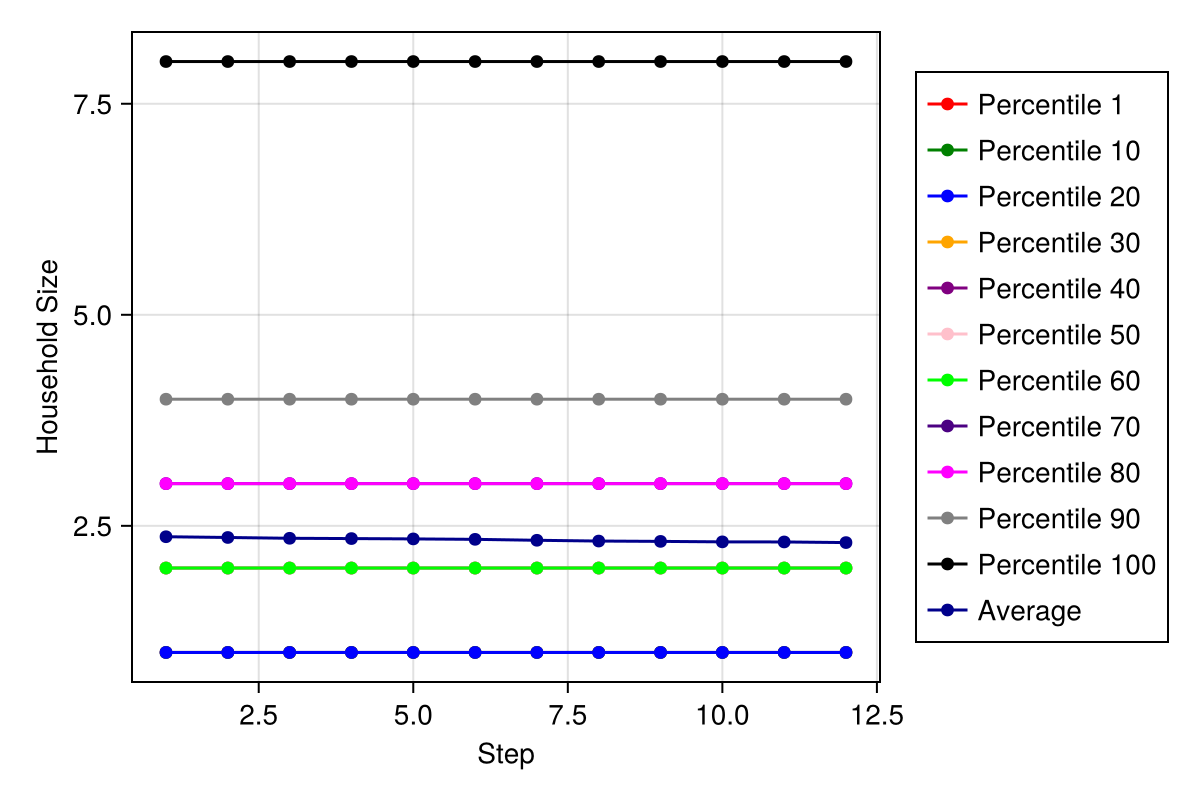 7.5
5.0
2.5
Household Size
2.5 5.0 7.5 10.0 12.5
Step
Percentile 1
Percentile 10
Percentile 20
Percentile 30
Percentile 40
Percentile 50
Percentile 60
Percentile 70
Percentile 80
Percentile 90
Percentile 100
Average